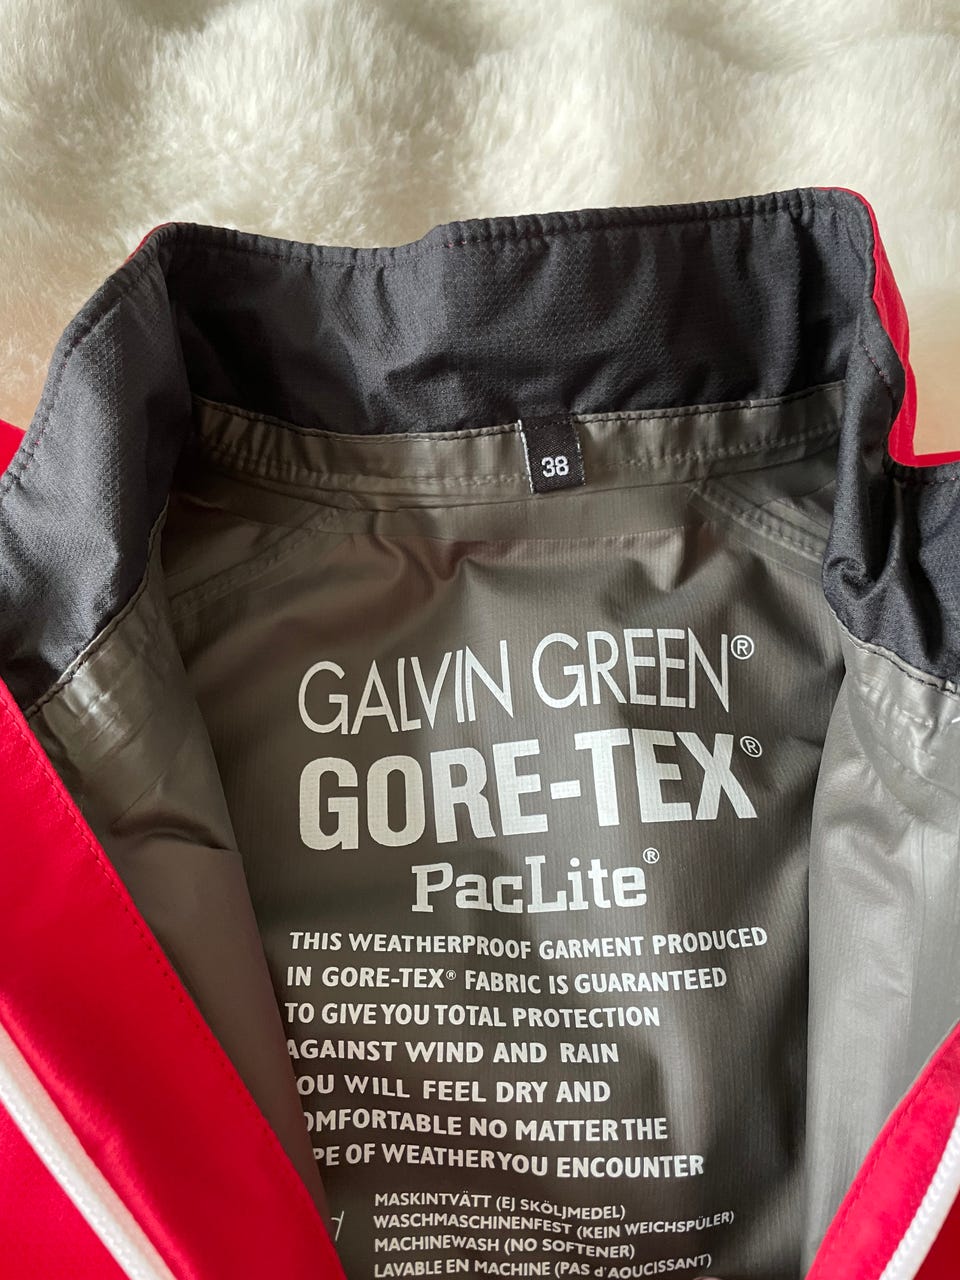 38
GALVIN GREEN®
GORE-TEX®
PacLite®
THIS WEATHERPROOF GARMENT PRODUCED
IN GORE-TEX® FABRIC IS GUARANTEED
TO GIVE YOU TOTAL PROTECTION
AGAINST WIND AND RAIN
OU WILL FEEL DRY AND
OMFORTABLE NO MATTER THE
PE OF WEATHER YOU ENCOUNTER
MASKINTVÄTT (EJ SKÖLJMEDEL)
WASCHMASCHINENFEST (KEIN WEICHSPÜLER)
MACHINEWASH (NO SOFTENER)
LAVABLE EN MACHINE (PAS d'AOUCISSANT)